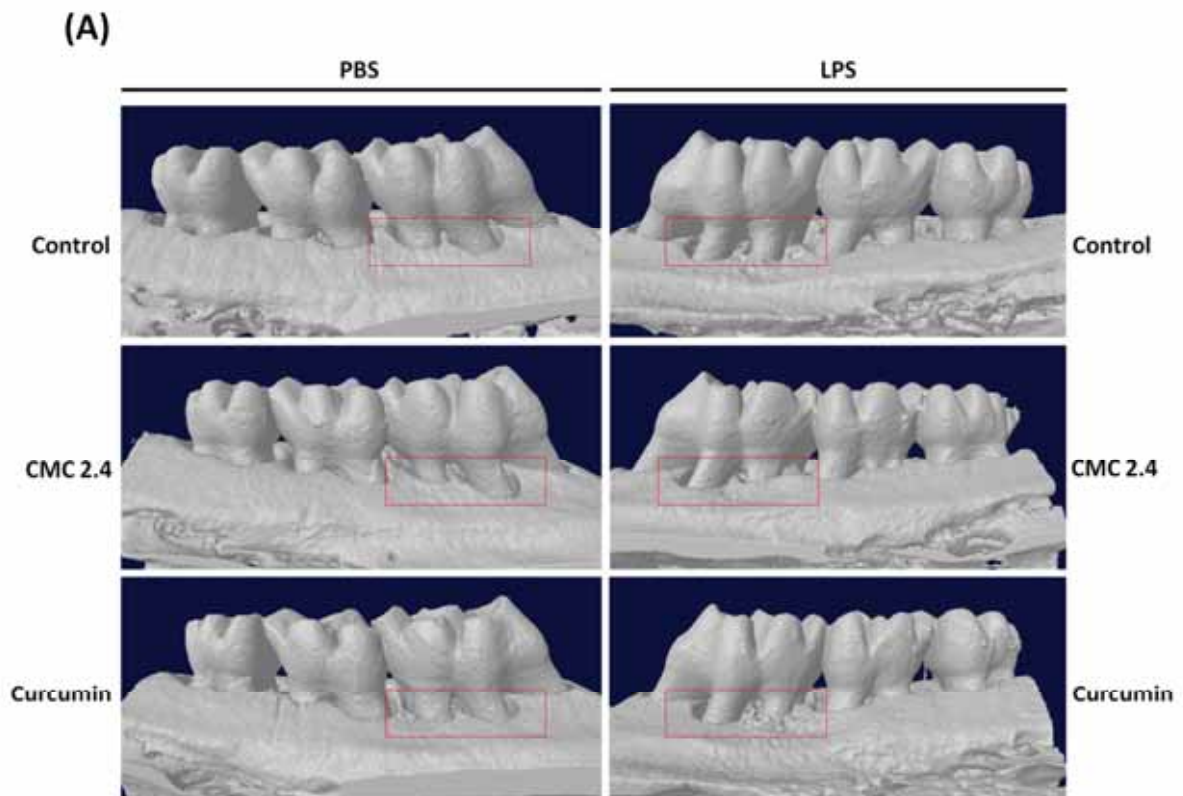 (A)
PBS
LPS
Control
Control
CMC 2.4
CMC 2.4
Curcumin
Curcumin